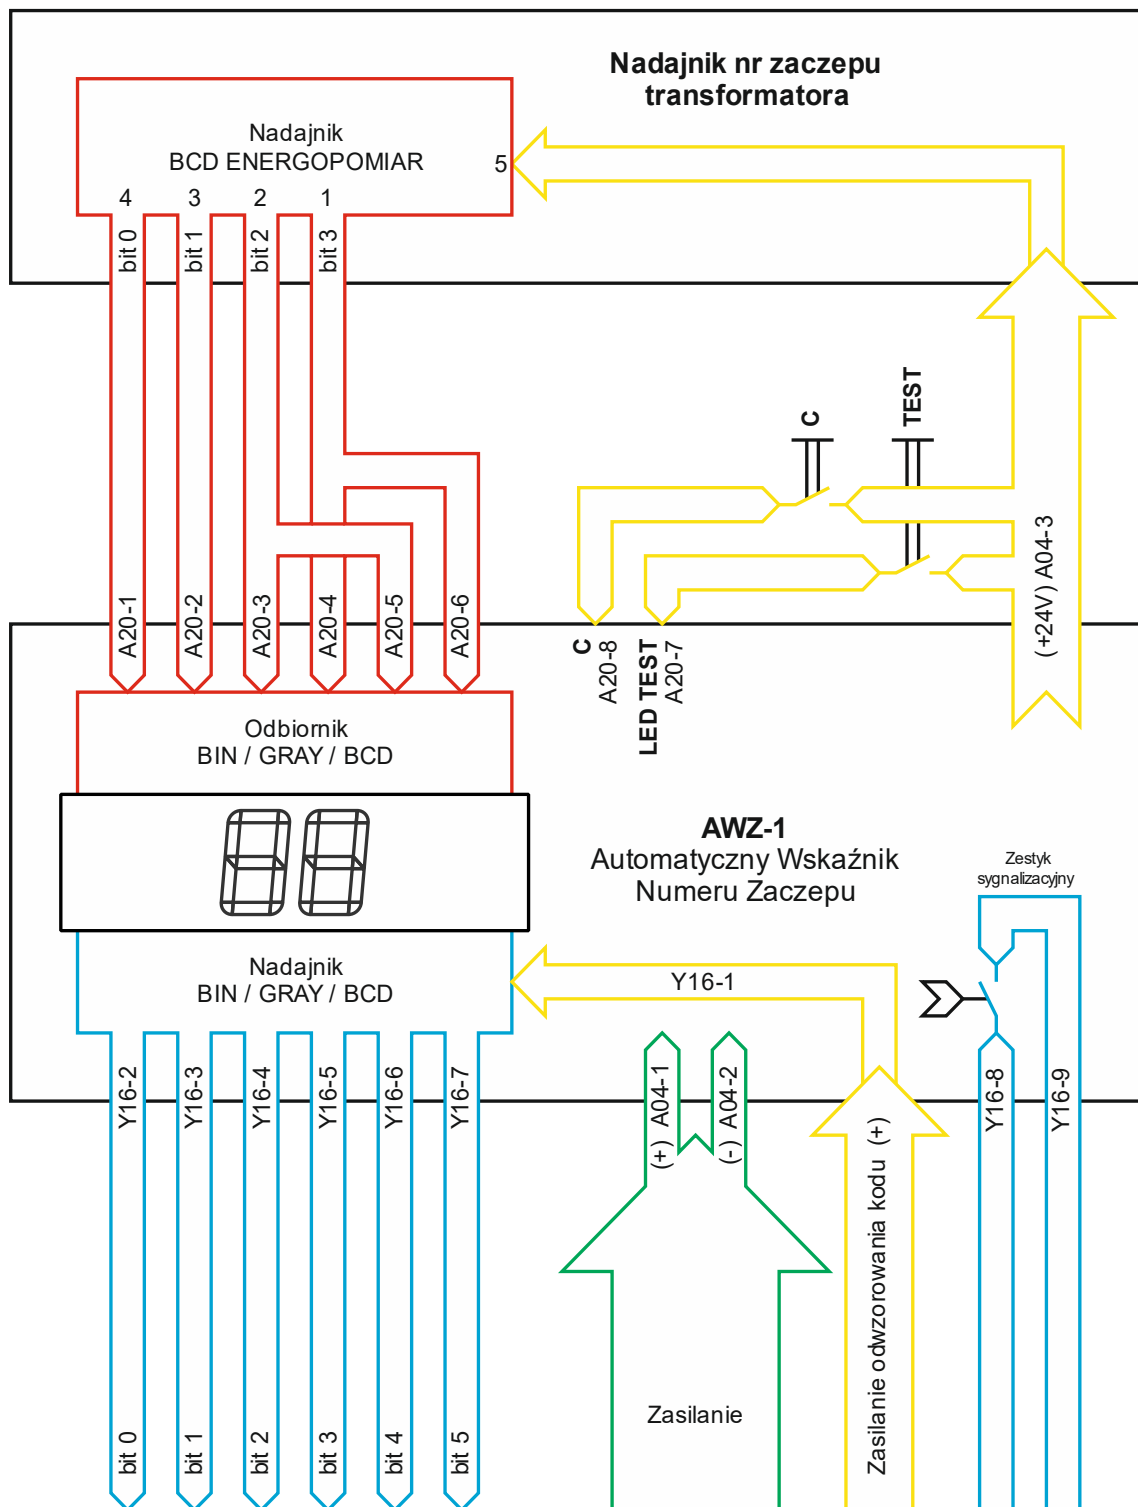 Nadajnik nr zaczepu
transformatora
Nadajnik
BCD ENERGOPOMIAR
5
4 3 2 1
bit 0
bit 1
bit 2
bit 3
C
TEST
(+24V) A04-3
A20-1
A20-2
A20-3
A20-4
A20-5
A20-6
C
A20-8
LED TEST
A20-7
Odbiornik
BIN / GRAY / BCD
AWZ-1
Automatyczny Wskaźnik
Numeru Zaczepu
Zestyk
sygnalizacyjny
Nadajnik
BIN / GRAY / BCD
Y16-1
Y16-2
Y16-3
Y16-4
Y16-5
Y16-6
Y16-7
(+) A04-1
(-) A04-2
Y16-8
Y16-9
Zasilanie odwzorowania kodu (+)
Zasilanie
bit 0
bit 1
bit 2
bit 3
bit 4
bit 5